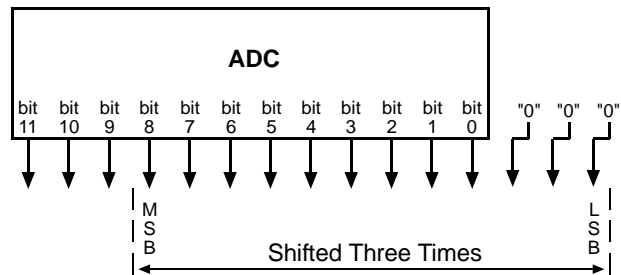 ADC
bit bit bit bit bit bit bit bit bit bit bit bit "0" "0" "0"
11 10 9 8 7 6 5 4 3 2 1 0
MSB LSB
Shifted Three Times